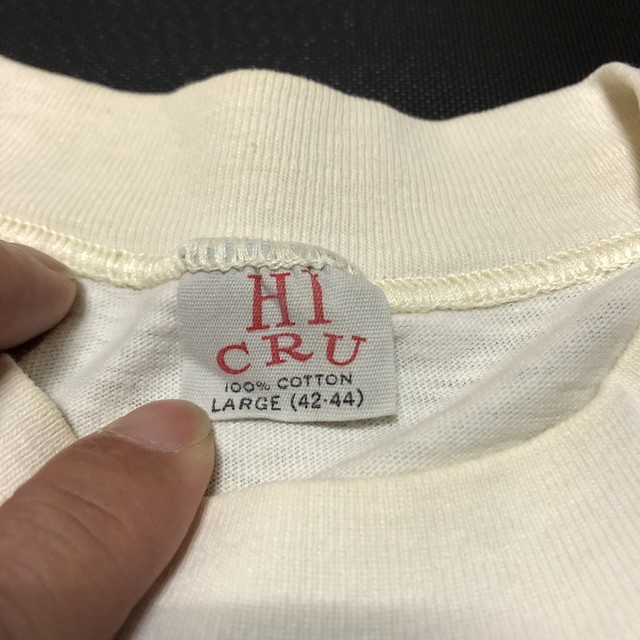 HI
CRU
100% COTTON
LARGE (42-44)